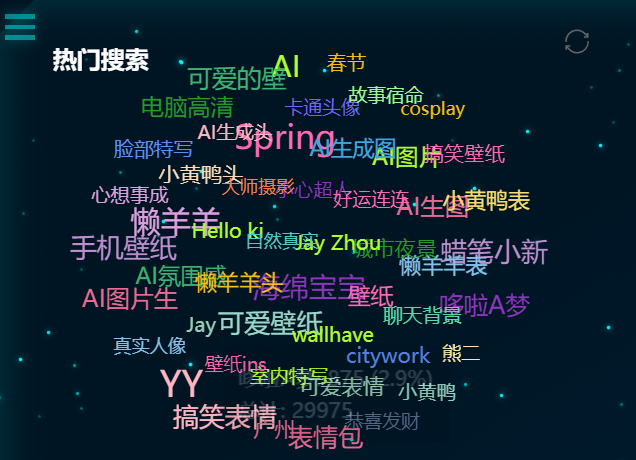 热门搜索
AI
春节
可爱的壁
故事宿命
电脑高清
卡通头像
cosplay
AI生成头
Spring
脸部特写
AI生成图
AI图片
搞笑壁纸
小黄鸭头
大师摄影
开心超人
心想事成
好运连连
AI生图
小黄鸭表
懒羊羊
Hello ki
自然真实
Jay Zhou
手机壁纸
城市夜景
蜡笔小新
懒羊羊表
AI氛围感
懒羊羊头
海绵宝宝
壁纸
AI图片生
哆啦A梦
聊天背景
Jay
可爱壁纸
wallhave
真实人像
citywork
熊二
壁纸ins
室内特写
975 (2.9%)
YY
可爱表情
小黄鸭
: 29975
搞笑表情
恭喜发财
广州
表情包